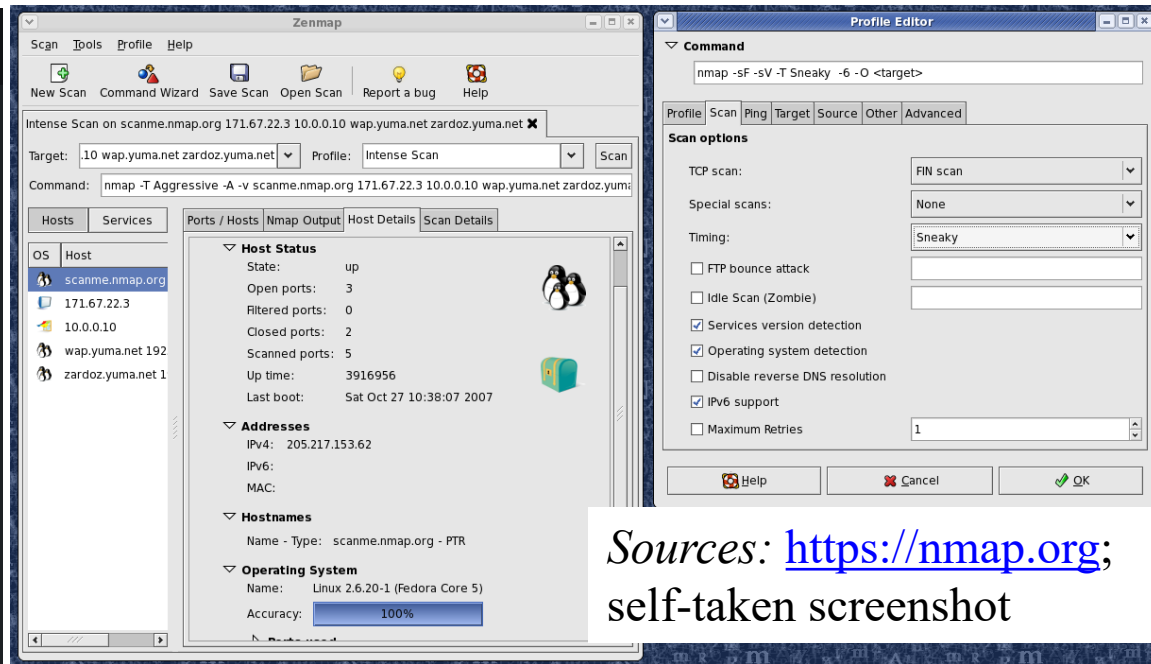 Zenmap
Scan Tools Profile Help
New Scan Command Wizard Save Scan Open Scan Report a bug Help
Intense Scan on scanme.nmap.org 171.67.22.3 10.0.0.10 wap.yuma.net zardoz.yuma.net
Target: .10 wap.yuma.net zardoz.yuma.net Profile: Intense Scan Scan
Command: nmap -T Aggressive -A -v scanme.nmap.org 171.67.22.3 10.0.0.10 wap.yuma.net zardoz.yuma
Hosts Services
OS Host
scanme.nmap.org
171.67.22.3
10.0.0.10
wap.yuma.net 192
zardoz.yuma.net 1
Ports / Hosts Nmap Output Host Details Scan Details
Host Status
State: up
Open ports: 3
Filtered ports: 0
Closed ports: 2
Scanned ports: 5
Up time: 3916956
Last boot: Sat Oct 27 10:38:07 2007
Addresses
IPv4: 205.217.153.62
IPv6:
MAC:
Hostnames
Name - Type: scanme.nmap.org - PTR
Operating System
Name: Linux 2.6.20-1 (Fedora Core 5)
Accuracy: 100%
Profile Editor
Command
nmap -sF -sV -T Sneaky -6 -O <target>
Profile Scan Ping Target Source Other Advanced
Scan options
TCP scan: FIN scan
Special scans: None
Timing: Sneaky
FTP bounce attack
Idle Scan (Zombie)
Services version detection
Operating system detection
Disable reverse DNS resolution
IPv6 support
Maximum Retries 1
Help Cancel OK
Sources: https://nmap.org;
self-taken screenshot